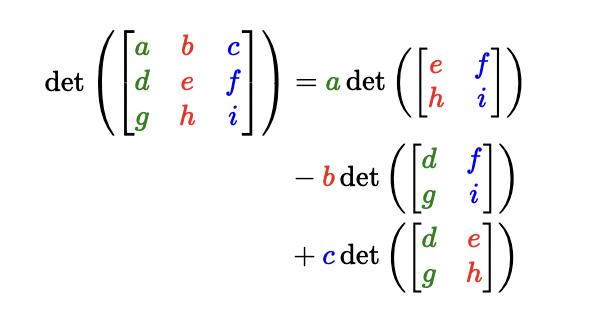 det([a b c; d e f; g h i]) = a det([e f; h i])
− b det([d f; g i])
+ c det([d e; g h])